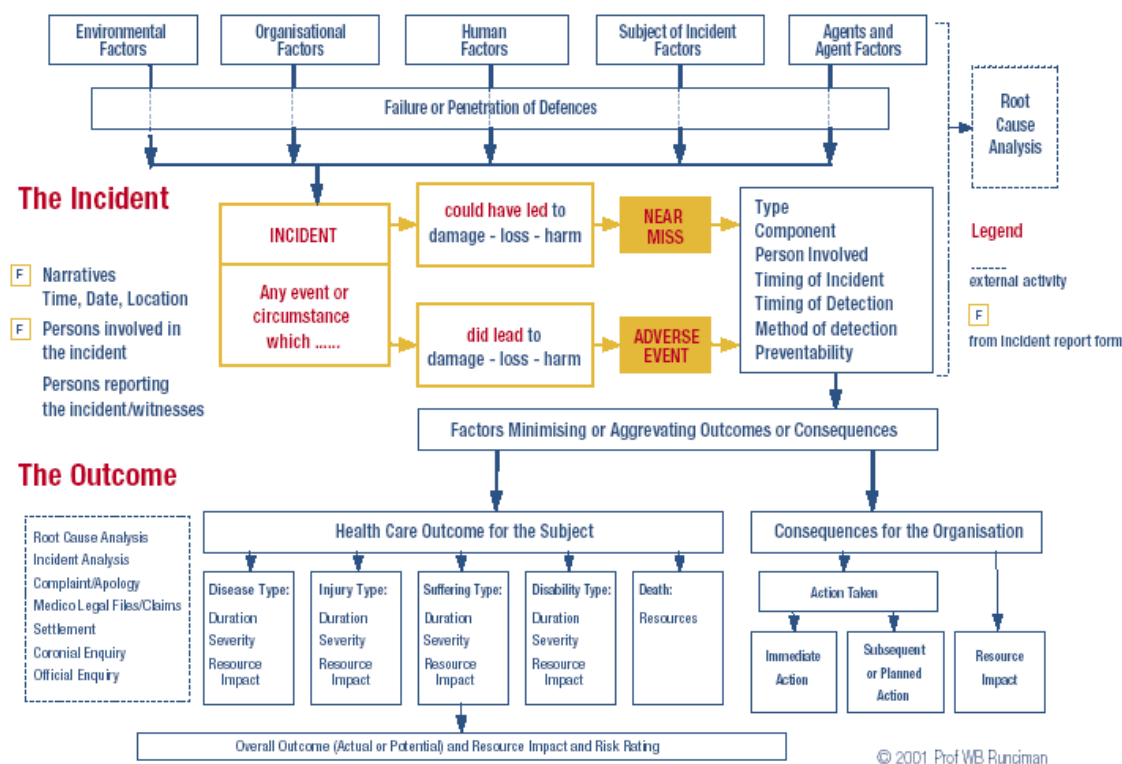 Environmental
Factors
Organisational
Factors
Human
Factors
Subject of Incident
Factors
Agents and
Agent Factors
Failure or Penetration of Defences
Root
Cause
Analysis
The Incident
INCIDENT
Any event or
circumstance
which ......
could have led to
damage - loss - harm
NEAR
MISS
did lead to
damage - loss - harm
ADVERSE
EVENT
Type
Component
Person Involved
Timing of Incident
Timing of Detection
Method of detection
Preventability
Legend
external activity
F
from incident report form
F Narratives
Time, Date, Location
F Persons involved in
the incident
Persons reporting
the incident/witnesses
Factors Minimising or Aggrevating Outcomes or Consequences
The Outcome
Root Cause Analysis
Incident Analysis
Complaint/Apology
Medico Legal Files/Claims
Settlement
Coronial Enquiry
Official Enquiry
Health Care Outcome for the Subject
Disease Type:
Duration
Severity
Resource
Impact
Injury Type:
Duration
Severity
Resource
Impact
Suffering Type:
Duration
Severity
Resource
Impact
Disability Type:
Duration
Severity
Resource
Impact
Death:
Resources
Consequences for the Organisation
Action Taken
Immediate
Action
Subsequent
or Planned
Action
Resource
Impact
Overall Outcome (Actual or Potential) and Resource Impact and Risk Rating
© 2001 Prof WB Runciman